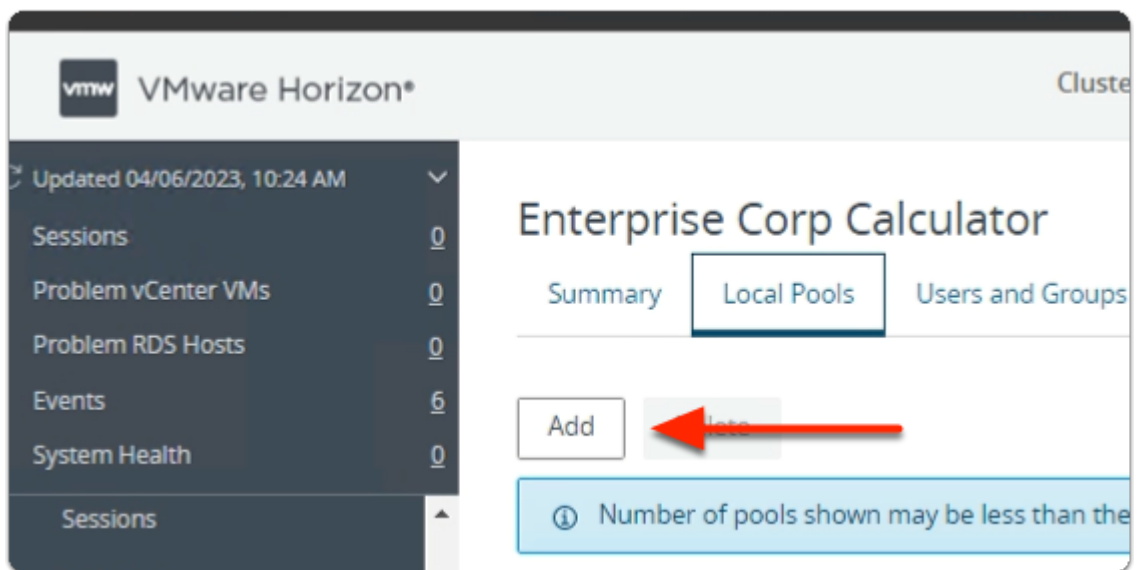 vmw VMware Horizon®
Cluste
Updated 04/06/2023, 10:24 AM
Sessions 0
Problem vCenter VMs 0
Problem RDS Hosts 0
Events 6
System Health 0
Sessions
Enterprise Corp Calculator
Summary Local Pools Users and Groups
Add
Number of pools shown may be less than the